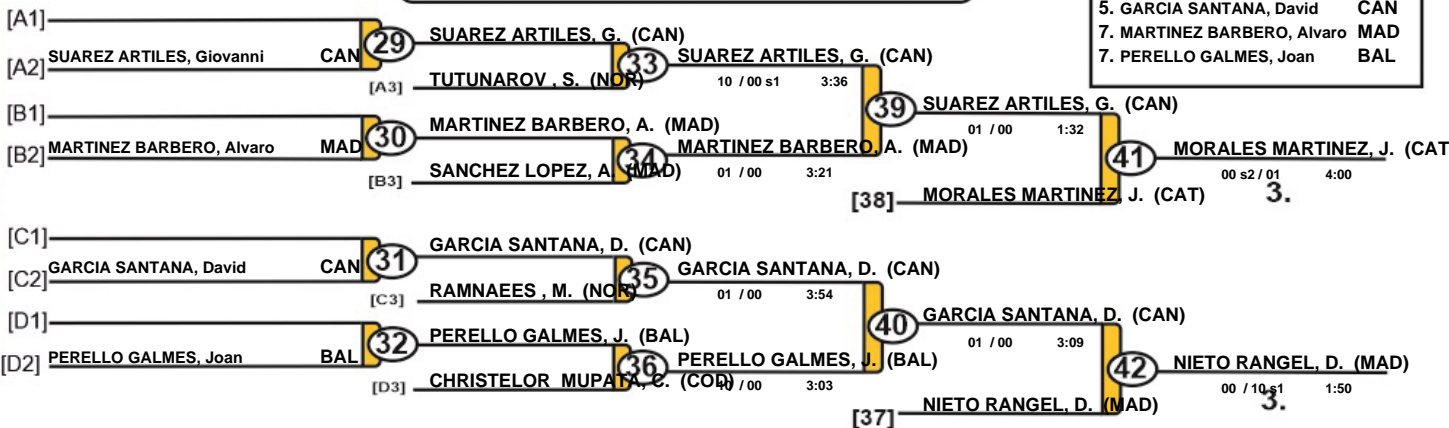 5. GARCIA SANTANA, David CAN
7. MARTINEZ BARBERO, Alvaro MAD
7. PERELLO GALMES, Joan BAL
[A1]
[A2] SUAREZ ARTILES, Giovanni CAN
29
SUAREZ ARTILES, G. (CAN)
[A3] TUTUNAROV , S. (NOR)
33
SUAREZ ARTILES, G. (CAN)
10 / 00 s1 3:36
[B1]
[B2] MARTINEZ BARBERO, Alvaro MAD
30
MARTINEZ BARBERO, A. (MAD)
[B3] SANCHEZ LOPEZ, A. (MAD)
34
MARTINEZ BARBERO, A. (MAD)
01 / 00 3:21
39
SUAREZ ARTILES, G. (CAN)
01 / 00 1:32
[38] MORALES MARTINEZ, J. (CAT)
41
MORALES MARTINEZ, J. (CAT
00 s2 / 01 4:00
3.
[C1]
[C2] GARCIA SANTANA, David CAN
31
GARCIA SANTANA, D. (CAN)
[C3] RAMNAEES , M. (NOR)
35
GARCIA SANTANA, D. (CAN)
01 / 00 3:54
[D1]
[D2] PERELLO GALMES, Joan BAL
32
PERELLO GALMES, J. (BAL)
[D3] CHRISTELOR MUPATA, C. (COD)
36
PERELLO GALMES, J. (BAL)
/ 00 3:03
40
GARCIA SANTANA, D. (CAN)
01 / 00 3:09
[37] NIETO RANGEL, D. (MAD)
42
NIETO RANGEL, D. (MAD)
00 / 10 s1 1:50
3.